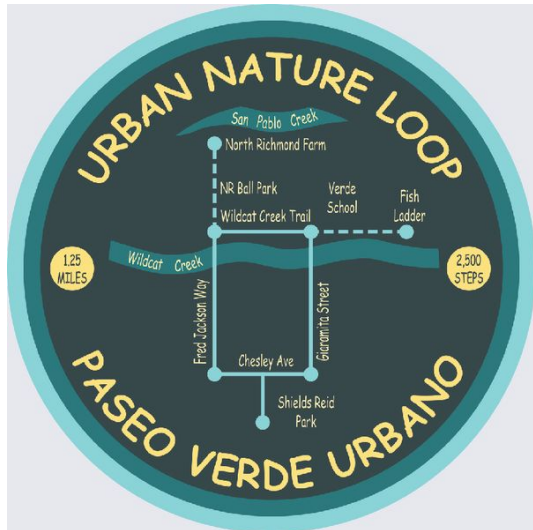 URBAN NATURE LOOP
San Pablo Creek
North Richmond Farm
NR Ball Park
Verde
School
Fish
Ladder
Wildcat Creek Trail
1.25
MILES
Wildcat Creek
2,500
STEPS
Fred Jackson Way
Giaramita Street
Chesley Ave
Shields Reid
Park
PASEO VERDE URBANO